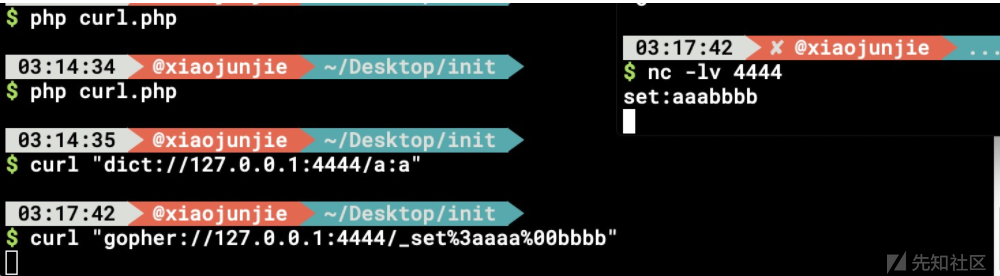 $ php curl.php
03:14:34 @xiaojunjie ~/Desktop/init
$ php curl.php
03:14:35 @xiaojunjie ~/Desktop/init
$ curl "dict://127.0.0.1:4444/a:a"
03:17:42 @xiaojunjie ~/Desktop/init
$ curl "gopher://127.0.0.1:4444/_set%3aaaa%00bbbb"
03:17:42 ✘ @xiaojunjie ...
$ nc -lv 4444
set:aaabbbb
先知社区